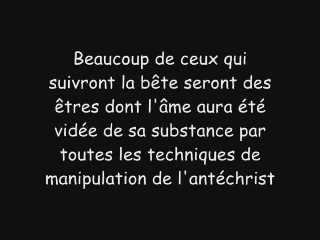 Beaucoup de ceux qui
suivront la bête seront des
êtres dont l'âme aura été
vidée de sa substance par
toutes les techniques de
manipulation de l'antéchrist